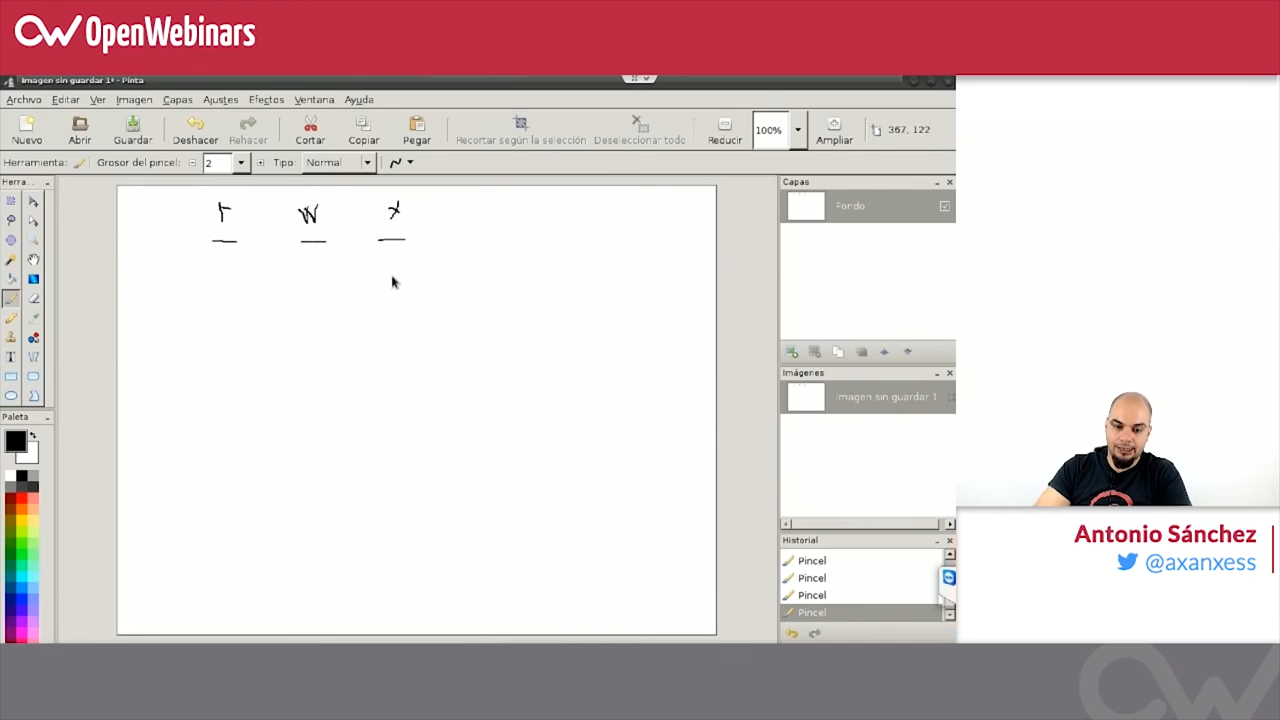 OpenWebinars
Imagen sin guardar 1* - Pinta
Archivo Editar Ver Imagen Capas Ajustes Efectos Ventana Ayuda
Nuevo Abrir Guardar Deshacer Rehacer Cortar Copiar Pegar Recortar según la selección Deseleccionar todo Reducir 100% Ampliar 367, 122
Herramienta: Grosor del pincel: 2 Tipo: Normal
Herra...
Capas
r w x
Fondo
Imágenes
Imagen sin guardar 1
Paleta
Historial
Pincel
Pincel
Pincel
Pincel
Antonio Sánchez
@axanxess